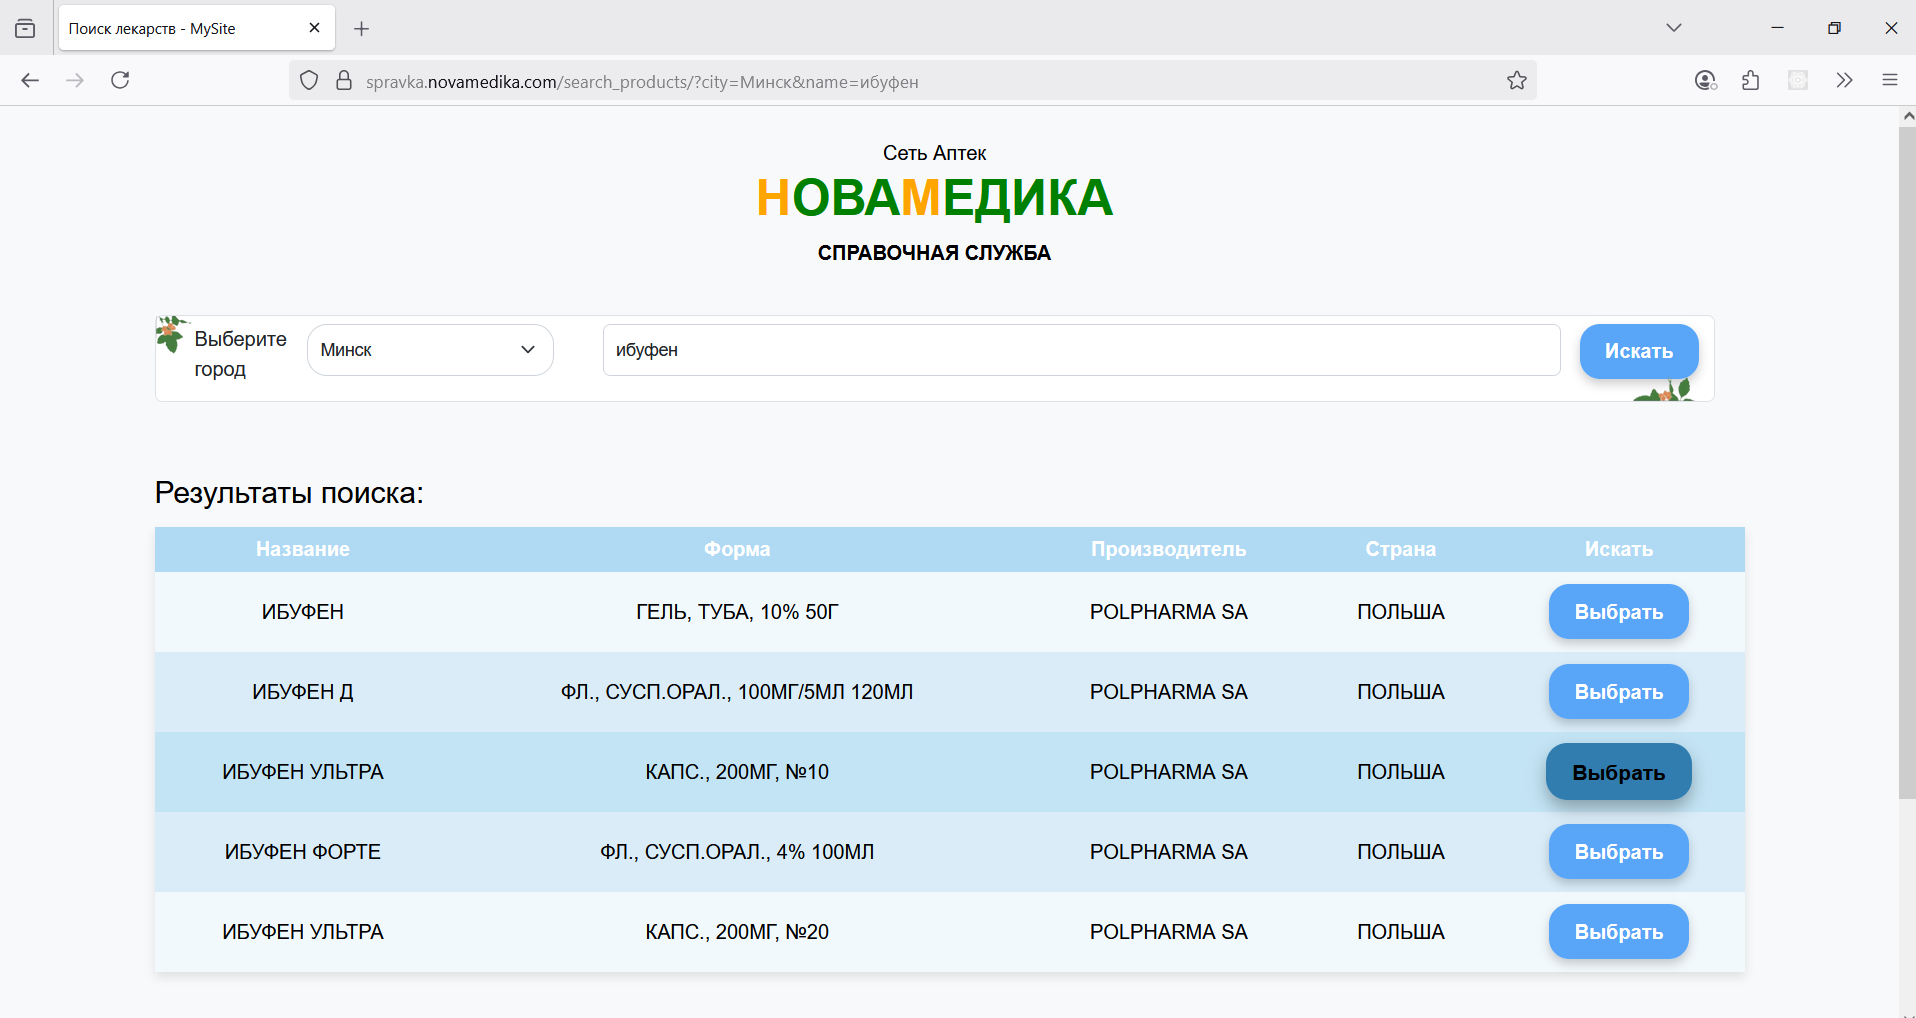 Поиск лекарств - MySite
spravka.novamedika.com/search_products/?city=Минск&name=ибуфен
Сеть Аптек
НОВАМЕДИКА
СПРАВОЧНАЯ СЛУЖБА
Выберите
город
Минск
ибуфен
Искать
Результаты поиска:
Название Форма Производитель Страна Искать
ИБУФЕН ГЕЛЬ, ТУБА, 10% 50Г POLPHARMA SA ПОЛЬША Выбрать
ИБУФЕН Д ФЛ., СУСП.ОРАЛ., 100МГ/5МЛ 120МЛ POLPHARMA SA ПОЛЬША Выбрать
ИБУФЕН УЛЬТРА КАПС., 200МГ, №10 POLPHARMA SA ПОЛЬША Выбрать
ИБУФЕН ФОРТЕ ФЛ., СУСП.ОРАЛ., 4% 100МЛ POLPHARMA SA ПОЛЬША Выбрать
ИБУФЕН УЛЬТРА КАПС., 200МГ, №20 POLPHARMA SA ПОЛЬША Выбрать